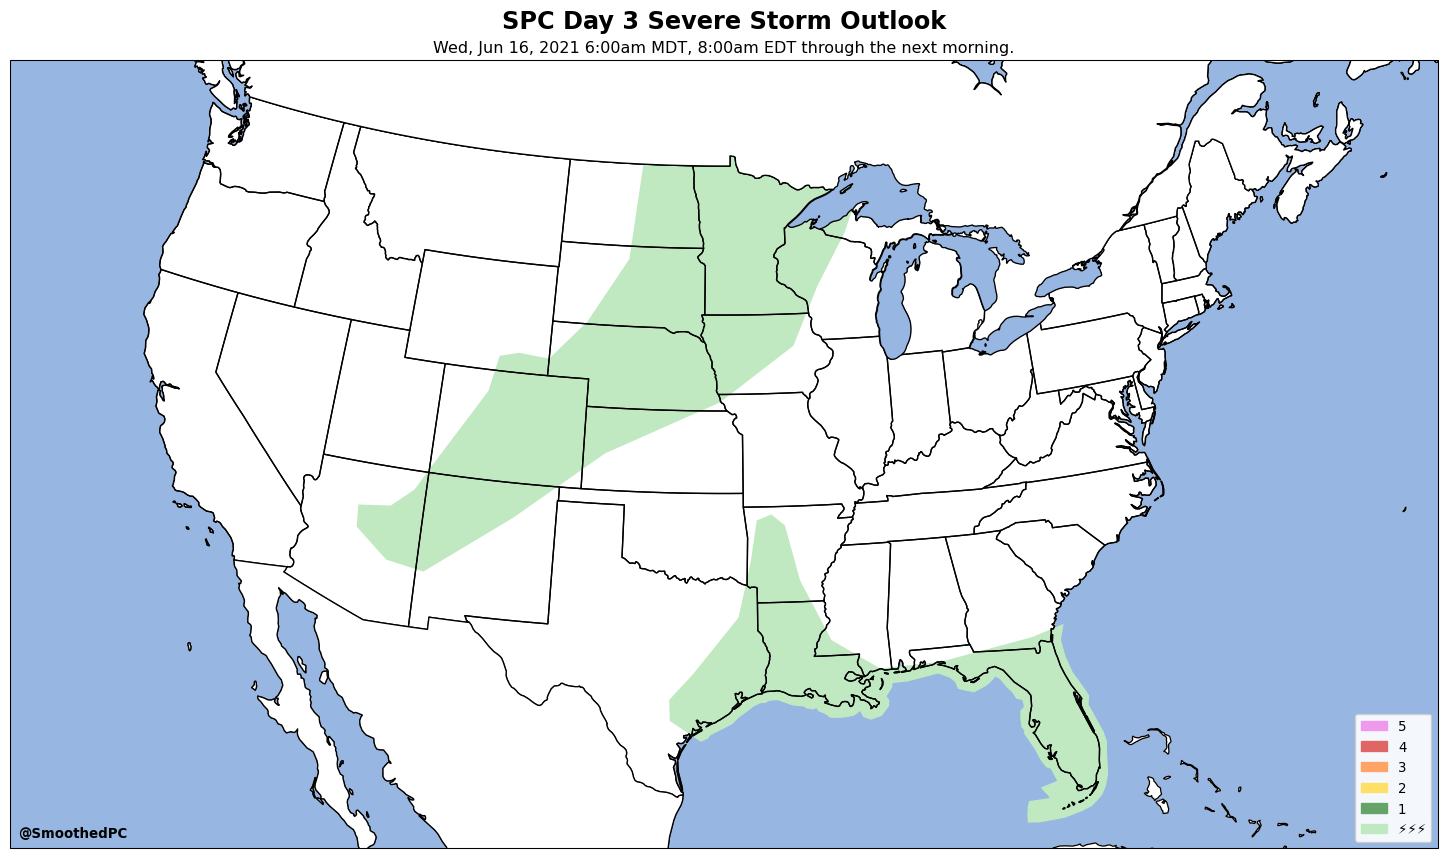 SPC Day 3 Severe Storm Outlook
Wed, Jun 16, 2021 6:00am MDT, 8:00am EDT through the next morning.
5
4
3
2
1
⚡⚡⚡
@SmoothedPC